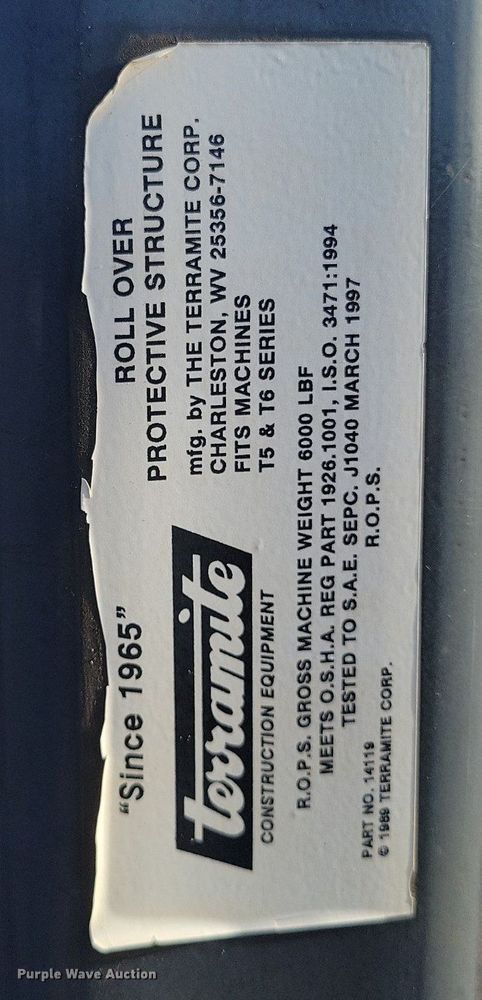 "Since 1965"
terramite
CONSTRUCTION EQUIPMENT
ROLL OVER
PROTECTIVE STRUCTURE
mfg. by THE TERRAMITE CORP.
CHARLESTON, WV 25356-7146
FITS MACHINES
T5 & T6 SERIES
R.O.P.S. GROSS MACHINE WEIGHT 6000 LBF
MEETS O.S.H.A. REG PART 1926.1001, I.S.O. 3471:1994
TESTED TO S.A.E. SEPC. J1040 MARCH 1997
R.O.P.S.
PART NO. 14119
© 1989 TERRAMITE CORP.
Purple Wave Auction